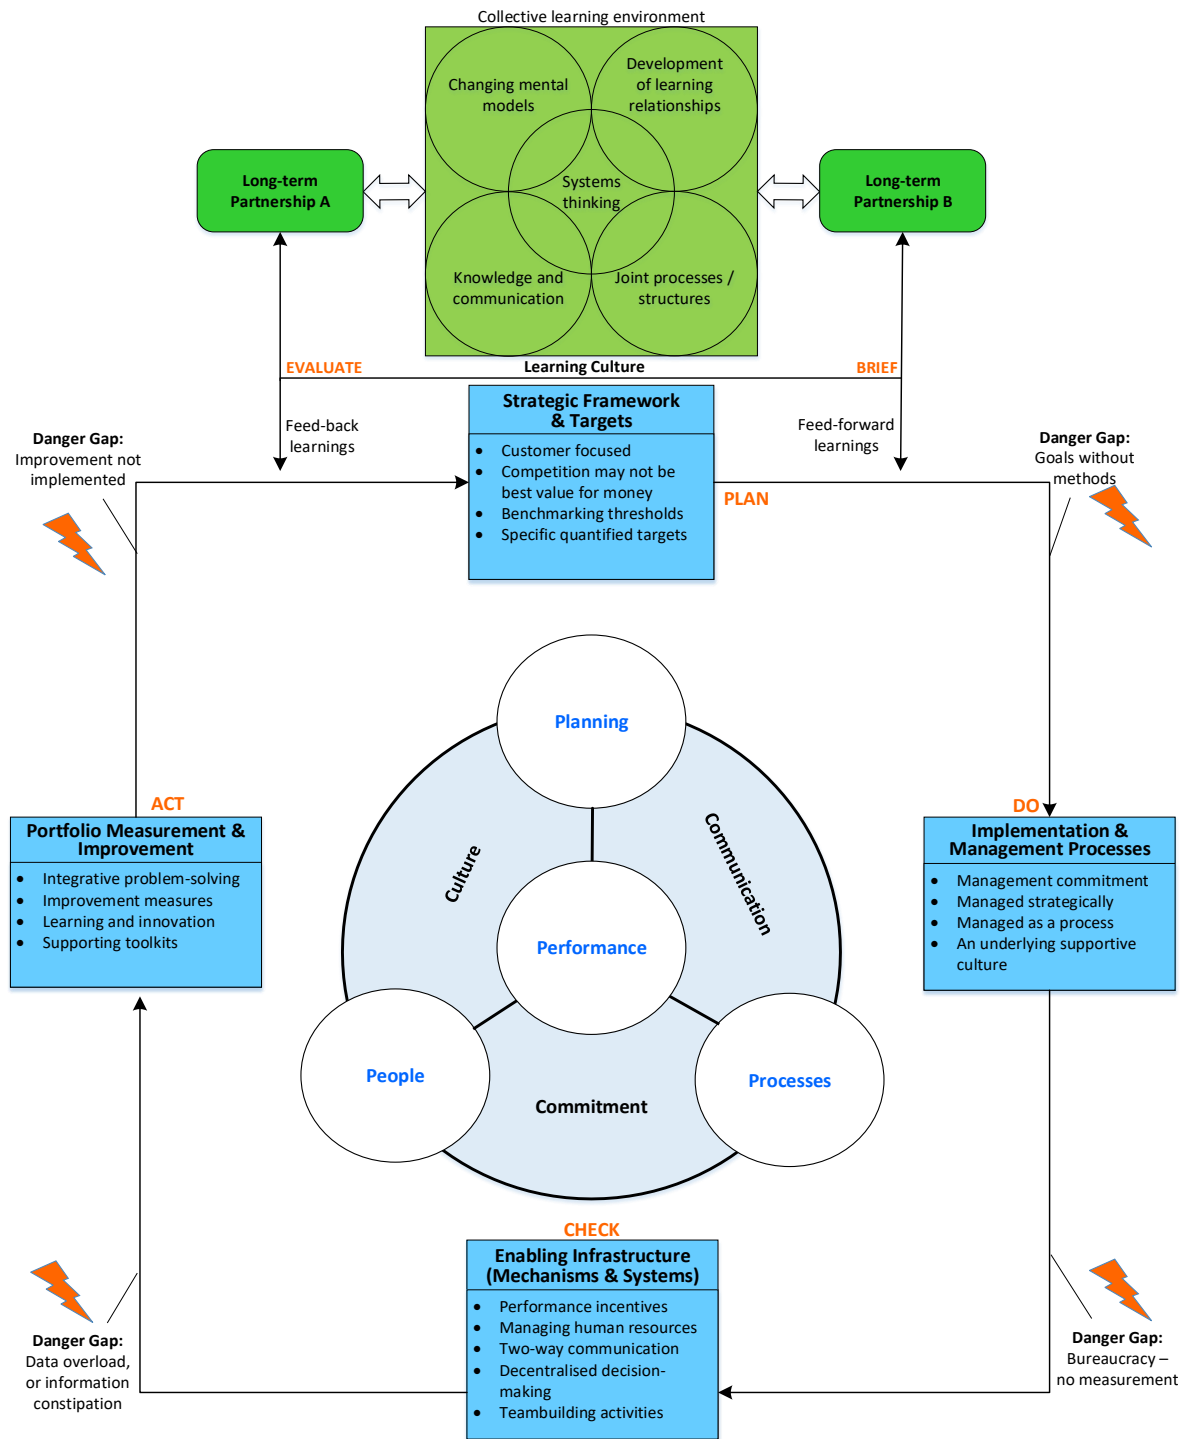 Collective learning environment
Changing mental
models
Development
of learning
relationships
Systems
thinking
Knowledge and
communication
Joint processes /
structures
Long-term
Partnership A
Long-term
Partnership B
EVALUATE
Learning Culture
BRIEF
Feed-back
learnings
Feed-forward
learnings
Danger Gap:
Improvement not
implemented
Strategic Framework
& Targets
• Customer focused
• Competition may not be
best value for money
• Benchmarking thresholds
• Specific quantified targets
PLAN
Danger Gap:
Goals without
methods
Planning
Culture
Communication
Performance
People
Processes
Commitment
ACT
Portfolio Measurement &
Improvement
• Integrative problem-solving
• Improvement measures
• Learning and innovation
• Supporting toolkits
DO
Implementation &
Management Processes
• Management commitment
• Managed strategically
• Managed as a process
• An underlying supportive
culture
CHECK
Enabling Infrastructure
(Mechanisms & Systems)
• Performance incentives
• Managing human resources
• Two-way communication
• Decentralised decision-
making
• Teambuilding activities
Danger Gap:
Data overload,
or information
constipation
Danger Gap:
Bureaucracy –
no measurement